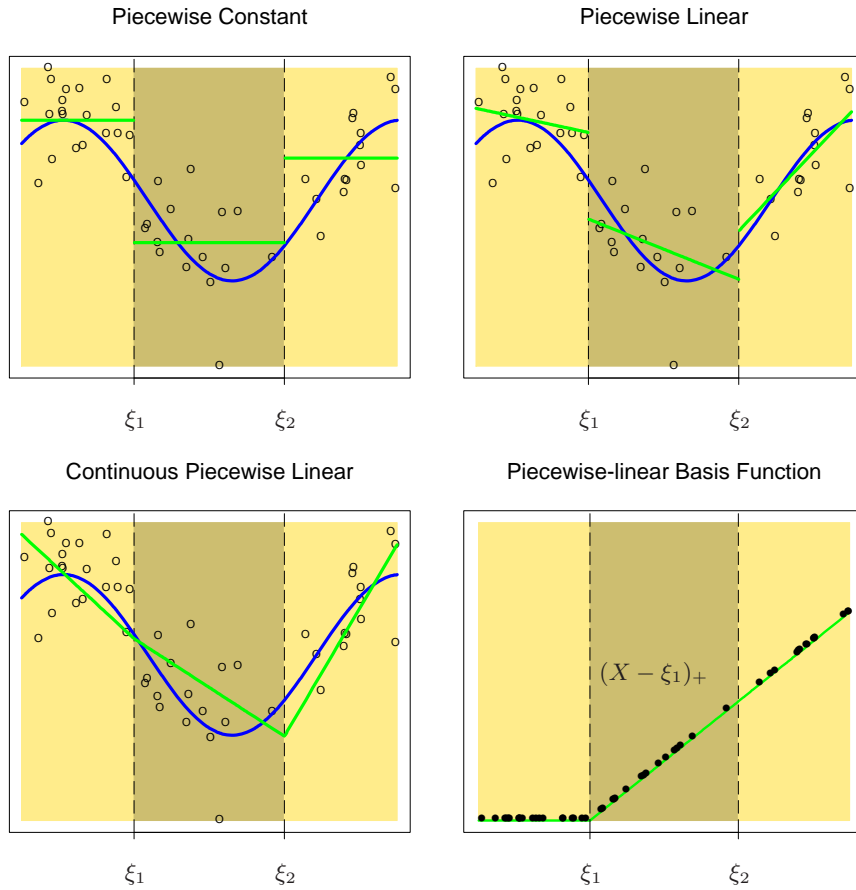 Piecewise Constant
Piecewise Linear
ξ1
ξ2
ξ1
ξ2
Continuous Piecewise Linear
Piecewise-linear Basis Function
(X − ξ1)+
ξ1
ξ2
ξ1
ξ2